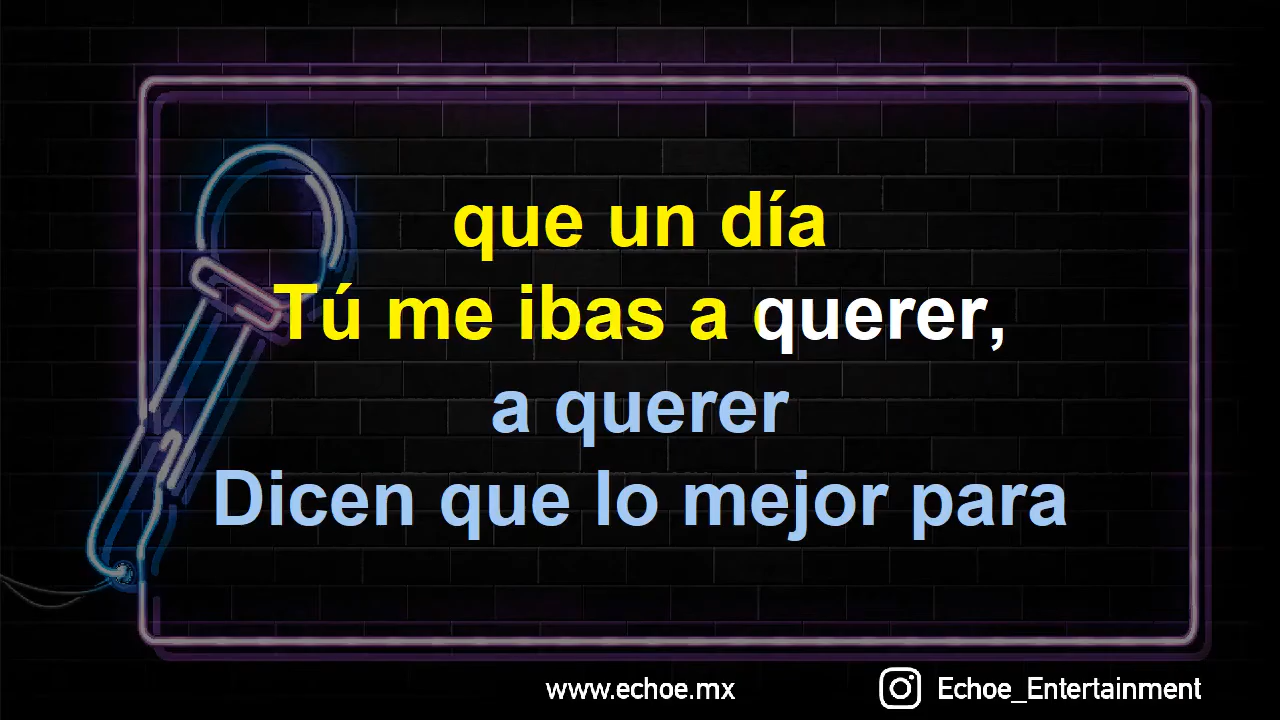 que un día
Tú me ibas a querer,
a querer
Dicen que lo mejor para
www.echoe.mx
Echoe_Entertainment